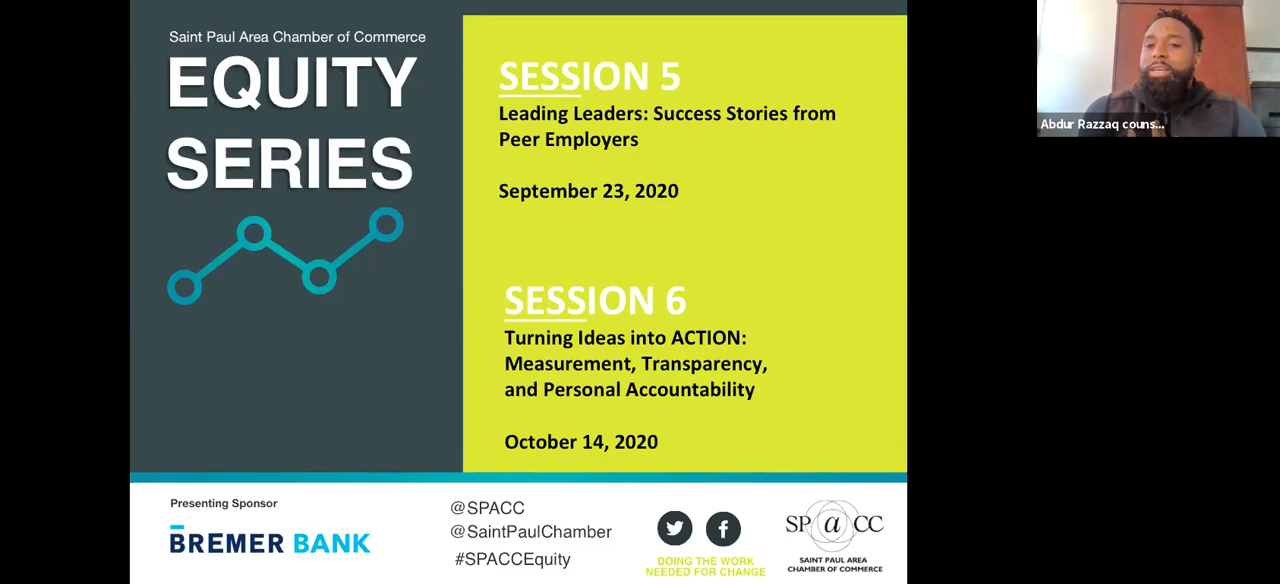 Saint Paul Area Chamber of Commerce
EQUITY
SERIES
SESSION 5
Leading Leaders: Success Stories from
Peer Employers
September 23, 2020
SESSION 6
Turning Ideas into ACTION:
Measurement, Transparency,
and Personal Accountability
October 14, 2020
Presenting Sponsor
BREMER BANK
@SPACC
@SaintPaulChamber
#SPACCEquity
DOING THE WORK
NEEDED FOR CHANGE
SP a CC
SAINT PAUL AREA
CHAMBER OF COMMERCE
Abdur Razzaq couns...